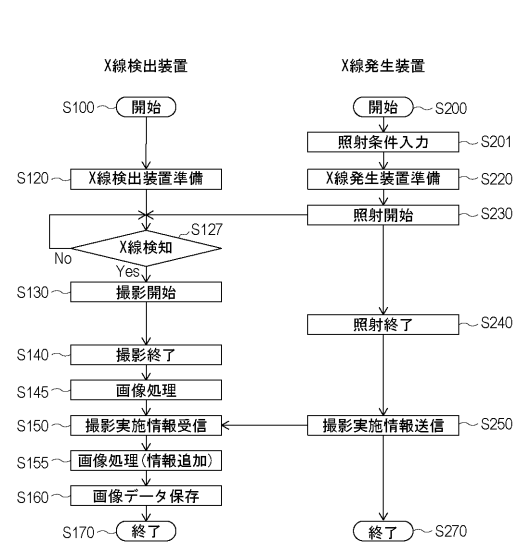 X線検出装置 X線発生装置
S100 開始 開始 S200
照射条件入力 S201
S120 X線検出装置準備 X線発生装置準備 S220
照射開始 S230
S127
X線検知
No
Yes
S130 撮影開始
照射終了 S240
S140 撮影終了
S145 画像処理
S150 撮影実施情報受信 撮影実施情報送信 S250
S155 画像処理(情報追加)
S160 画像データ保存
S170 終了 終了 S270